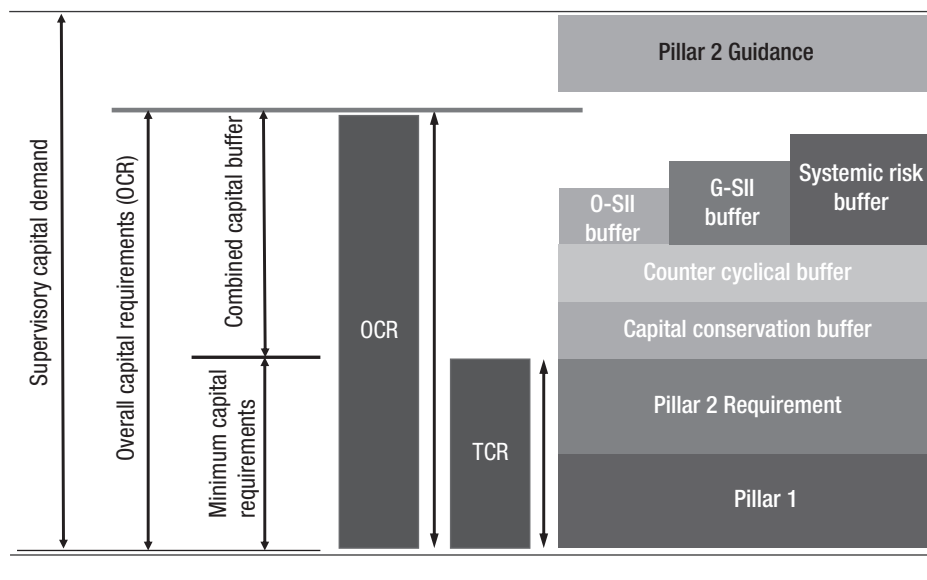 Supervisory capital demand
Overall capital requirements (OCR)
Combined capital buffer
Minimum capital
requirements
OCR
TCR
Pillar 2 Guidance
O-SII
buffer
G-SII
buffer
Systemic risk
buffer
Counter cyclical buffer
Capital conservation buffer
Pillar 2 Requirement
Pillar 1